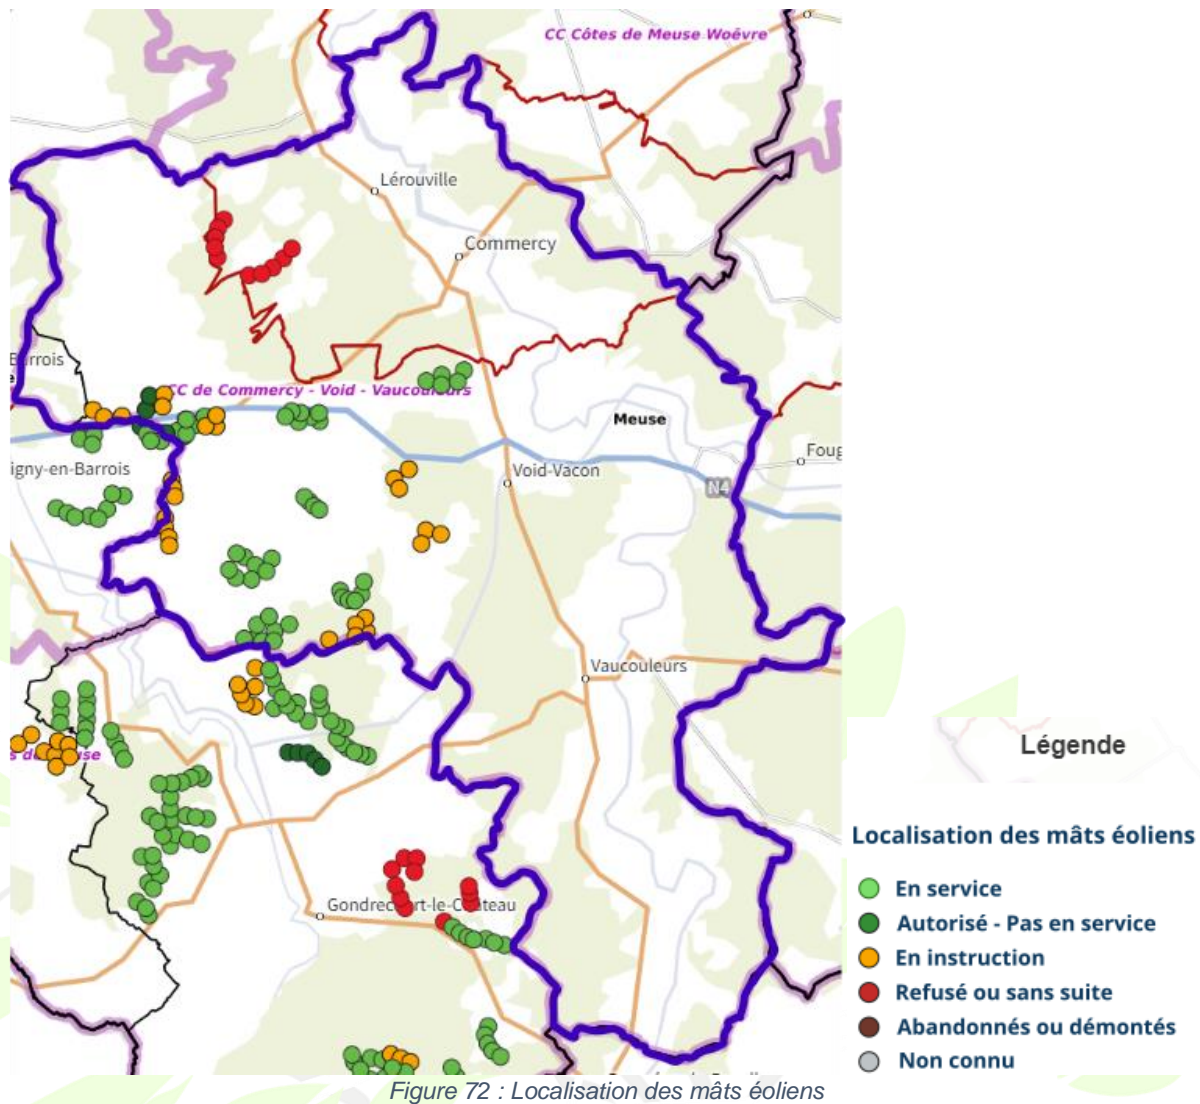 CC Côtes de Meuse Woëvre
Lérouville
Commercy
Barrois
CC de Commercy - Void - Vaucouleurs
Meuse
igny-en-Barrois
Void-Vacon
Foug
N4
Vaucouleurs
Gondrecourt-le-Château
Légende
Localisation des mâts éoliens
En service
Autorisé - Pas en service
En instruction
Refusé ou sans suite
Abandonnés ou démontés
Non connu
Figure 72 : Localisation des mâts éoliens